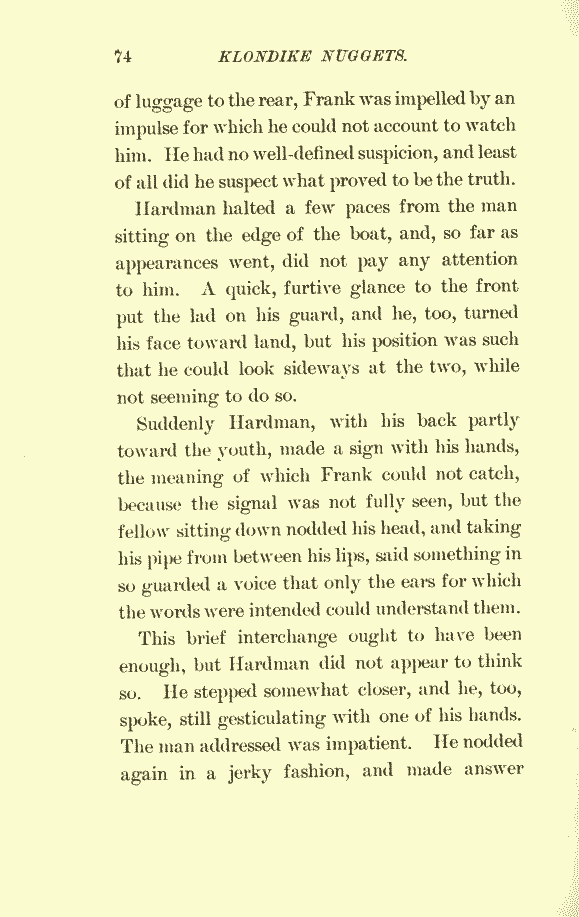 74 KLONDIKE NUGGETS.
of luggage to the rear, Frank was impelled by an
impulse for which he could not account to watch
him. He had no well-defined suspicion, and least
of all did he suspect what proved to be the truth.
Hardman halted a few paces from the man
sitting on the edge of the boat, and, so far as
appearances went, did not pay any attention
to him. A quick, furtive glance to the front
put the lad on his guard, and he, too, turned
his face toward land, but his position was such
that he could look sideways at the two, while
not seeming to do so.
Suddenly Hardman, with his back partly
toward the youth, made a sign with his hands,
the meaning of which Frank could not catch,
because the signal was not fully seen, but the
fellow sitting down nodded his head, and taking
his pipe from between his lips, said something in
so guarded a voice that only the ears for which
the words were intended could understand them.
This brief interchange ought to have been
enough, but Hardman did not appear to think
so. He stepped somewhat closer, and he, too,
spoke, still gesticulating with one of his hands.
The man addressed was impatient. He nodded
again in a jerky fashion, and made answer